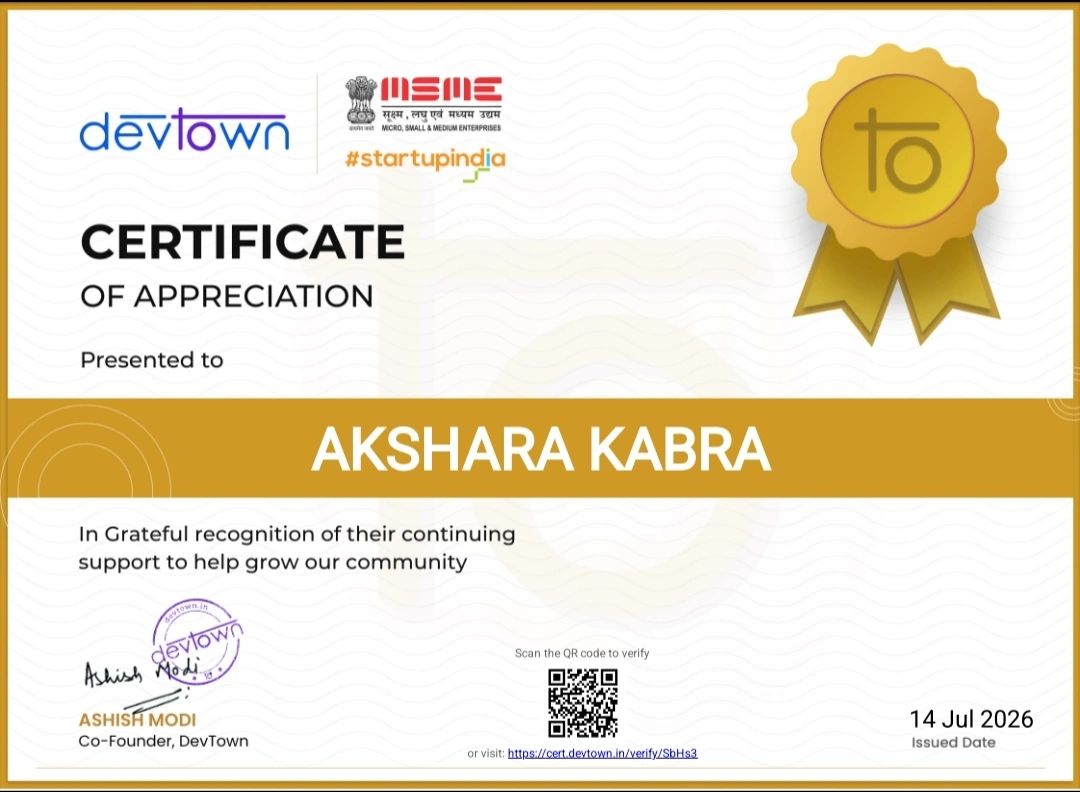 devtown
MSME
सूक्ष्म, लघु एवं मध्यम उद्यम
MICRO, SMALL & MEDIUM ENTERPRISES
#startupindia
to
CERTIFICATE
OF APPRECIATION
Presented to
AKSHARA KABRA
In Grateful recognition of their continuing
support to help grow our community
devtown.in
devtown
Ashish Modi
ASHISH MODI
Co-Founder, DevTown
Scan the QR code to verify
or visit: https://cert.devtown.in/verify/SbHs3
14 Jul 2026
Issued Date